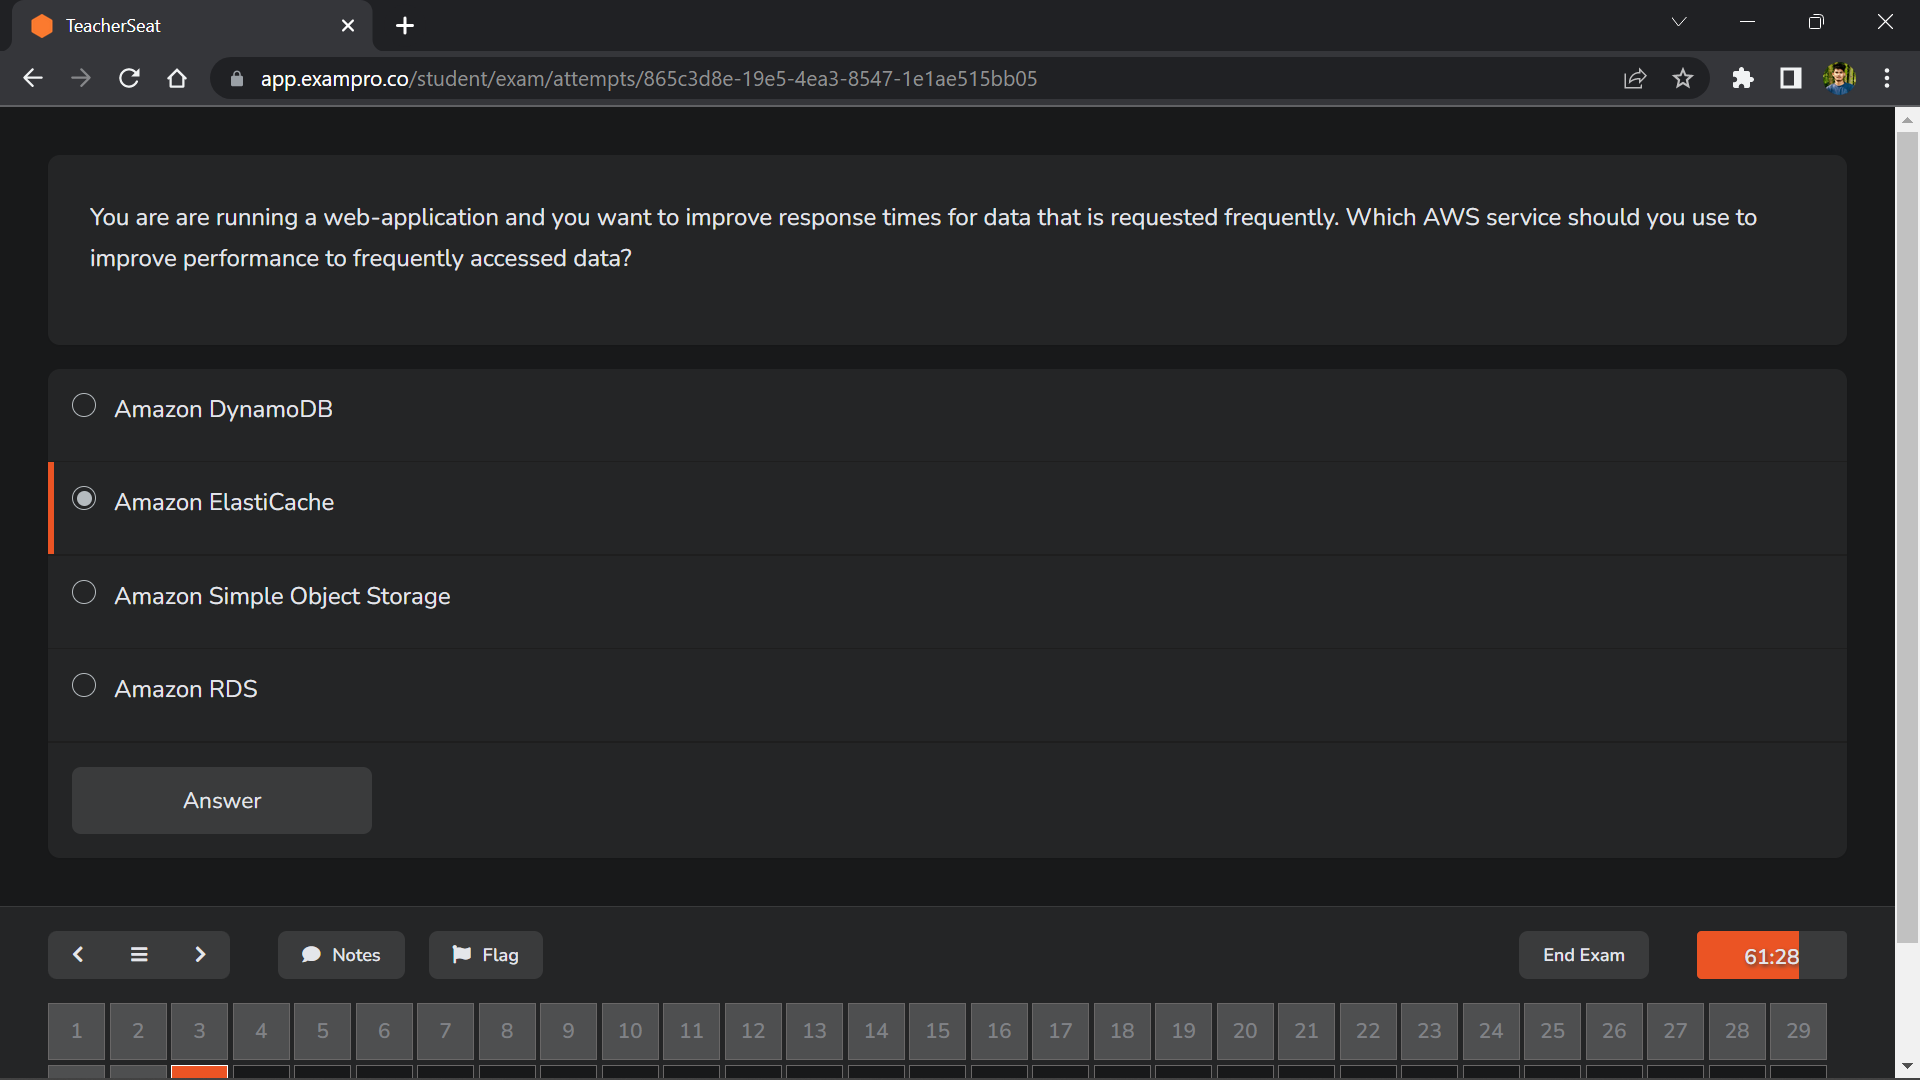 TeacherSeat
app.exampro.co/student/exam/attempts/865c3d8e-19e5-4ea3-8547-1e1ae515bb05
You are are running a web-application and you want to improve response times for data that is requested frequently. Which AWS service should you use to
improve performance to frequently accessed data?
Amazon DynamoDB
Amazon ElastiCache
Amazon Simple Object Storage
Amazon RDS
Answer
Notes
Flag
End Exam
61:28
1 2 3 4 5 6 7 8 9 10 11 12 13 14 15 16 17 18 19 20 21 22 23 24 25 26 27 28 29